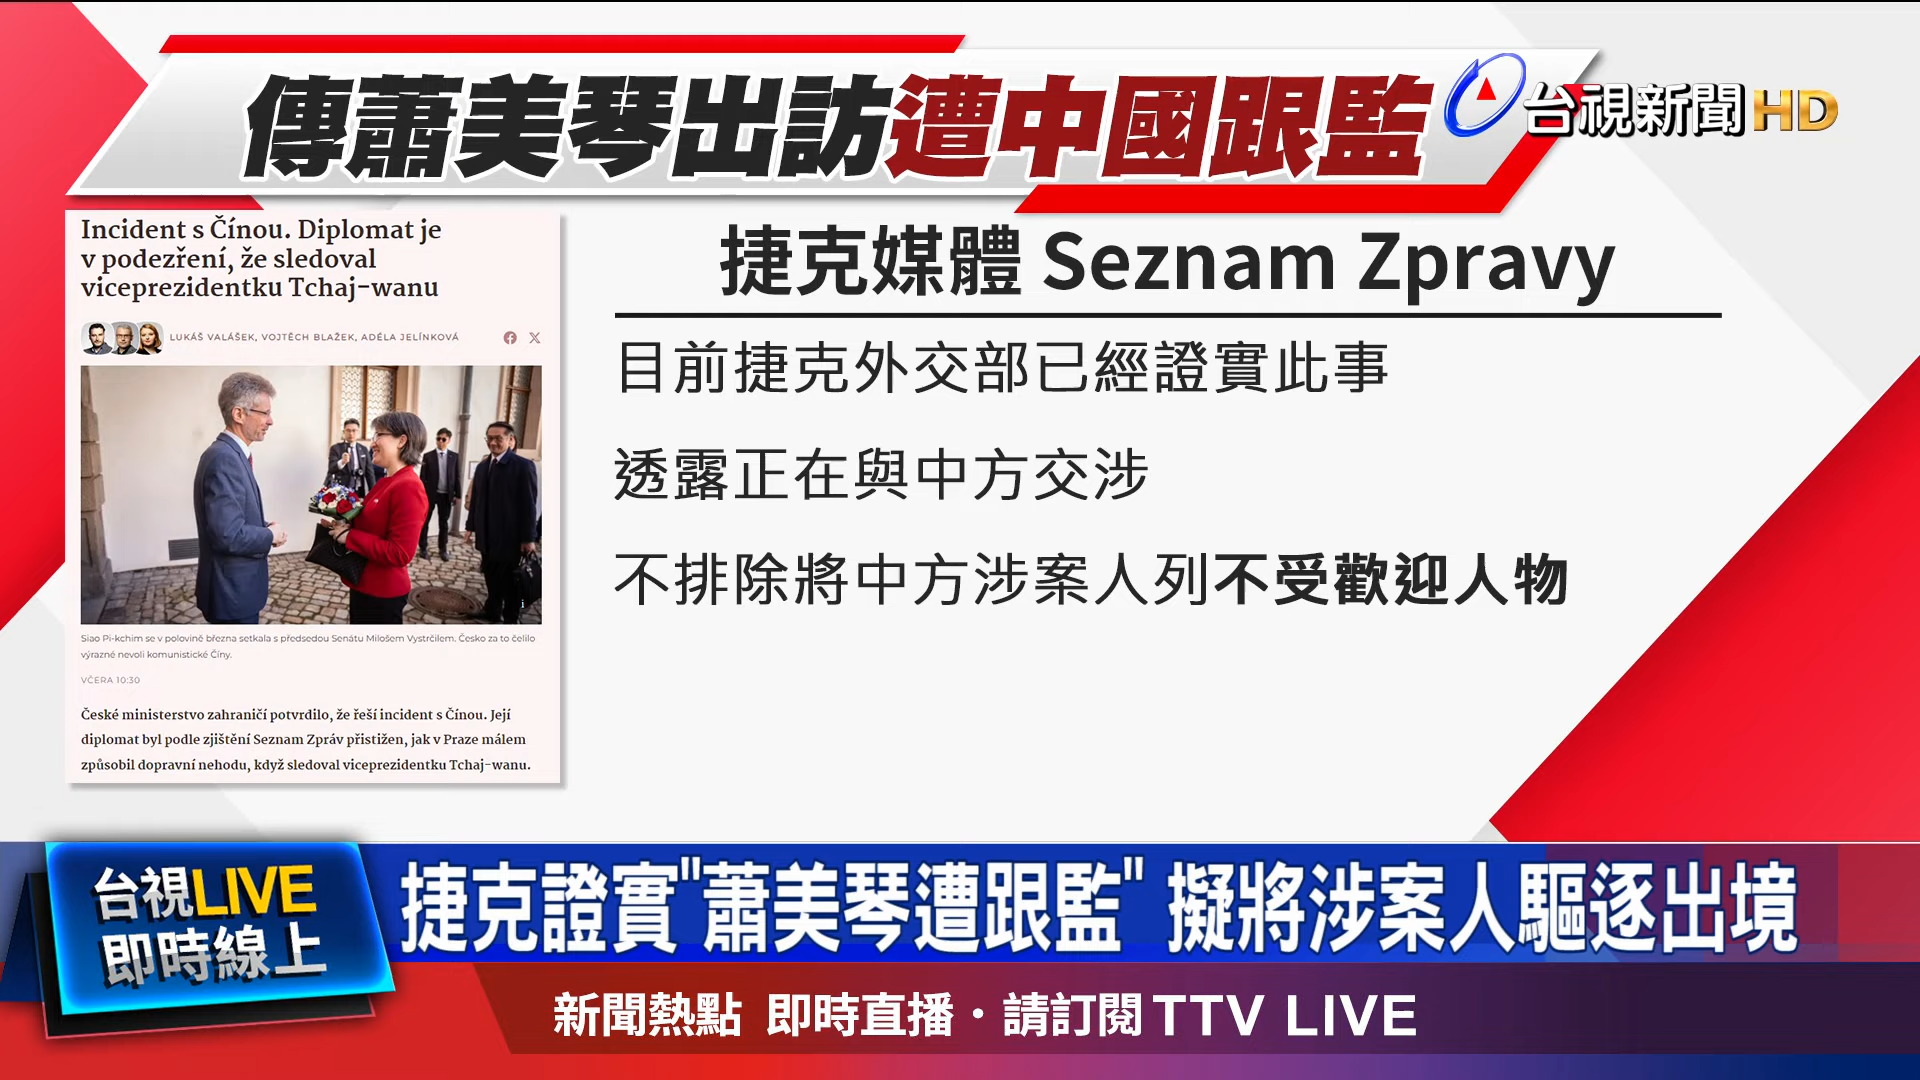 傳蕭美琴出訪遭中國跟監
台視新聞HD
Incident s Čínou. Diplomat je
v podezření, že sledoval
viceprezidentku Tchaj-wanu
LUKÁŠ VALÁŠEK, VOJTĚCH BLAŽEK, ADÉLA JELÍNKOVÁ
Siao Pi-kchim se v polovině března setkala s předsedou Senátu Milošem Vystrčilem. Česko za to čelilo
výrazné nevoli komunistické Číny.
VČERA 10:30
České ministerstvo zahraničí potvrdilo, že řeší incident s Čínou. Její
diplomat byl podle zjištění Seznam Zpráv přistižen, jak v Praze málem
způsobil dopravní nehodu, když sledoval viceprezidentku Tchaj-wanu.
捷克媒體 Seznam Zpravy
目前捷克外交部已經證實此事
透露正在與中方交涉
不排除將中方涉案人列不受歡迎人物
台視LIVE
即時線上
捷克證實"蕭美琴遭跟監" 擬將涉案人驅逐出境
新聞熱點 即時直播・請訂閱TTV LIVE